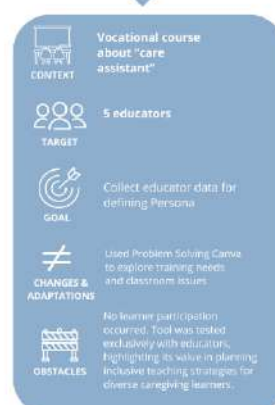 Vocational course
about "care
assistant"
CONTEXT
5 educators
TARGET
Collect educator data for
defining Persona
GOAL
Used Problem Solving Canva
to explore training needs
and classroom issues
CHANGES &
ADAPTATIONS
No learner participation
occurred. Tool was tested
exclusively with educators,
highlighting its value in planning
inclusive teaching strategies for
diverse caregiving learners.
OBSTACLES